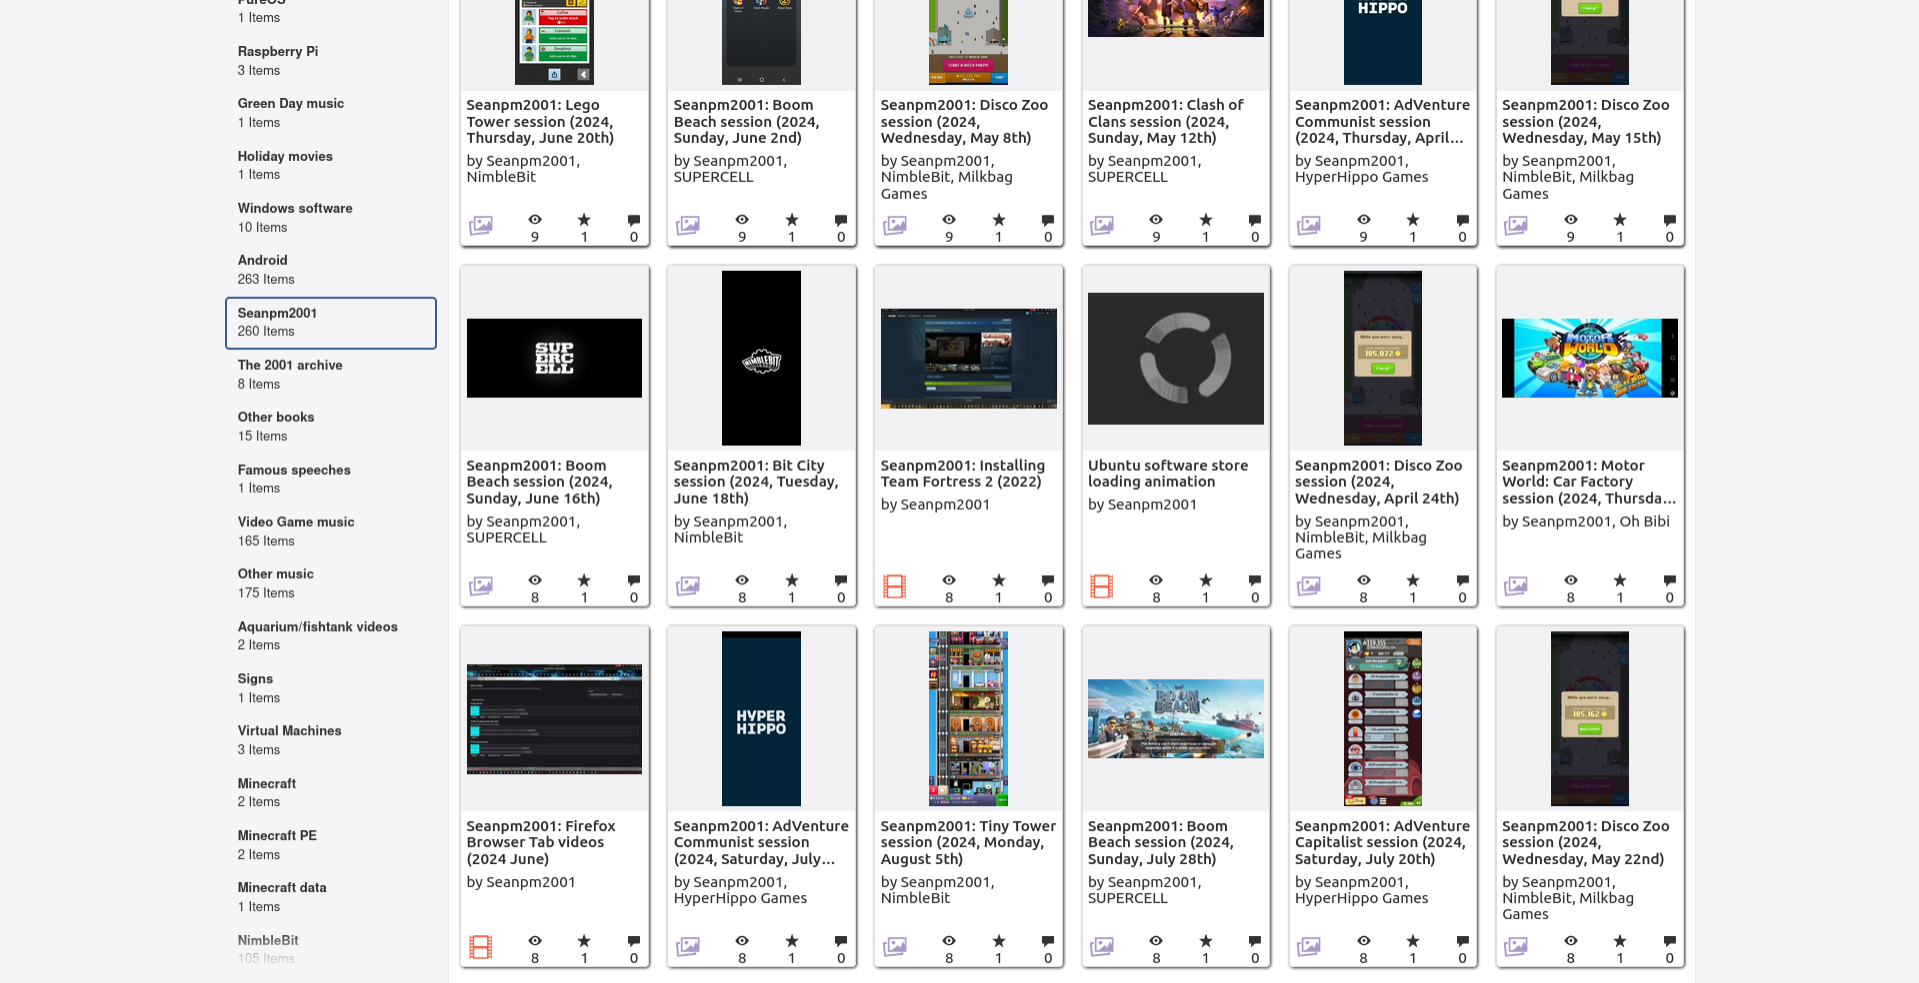 PureOS
1 Items
Raspberry Pi
3 Items
Green Day music
1 Items
Holiday movies
1 Items
Windows software
10 Items
Android
263 Items
Seanpm2001
260 Items
The 2001 archive
8 Items
Other books
15 Items
Famous speeches
1 Items
Video Game music
165 Items
Other music
175 Items
Aquarium/fishtank videos
2 Items
Signs
1 Items
Virtual Machines
3 Items
Minecraft
2 Items
Minecraft PE
2 Items
Minecraft data
1 Items
NimbleBit
105 Items
Seanpm2001: Lego
Tower session (2024,
Thursday, June 20th)
by Seanpm2001,
NimbleBit
9 1 0
Seanpm2001: Boom
Beach session (2024,
Sunday, June 2nd)
by Seanpm2001,
SUPERCELL
9 1 0
Seanpm2001: Disco Zoo
session (2024,
Wednesday, May 8th)
by Seanpm2001,
NimbleBit, Milkbag
Games
9 1 0
Seanpm2001: Clash of
Clans session (2024,
Sunday, May 12th)
by Seanpm2001,
SUPERCELL
9 1 0
HIPPO
Seanpm2001: AdVenture
Communist session
(2024, Thursday, April...
by Seanpm2001,
HyperHippo Games
9 1 0
Seanpm2001: Disco Zoo
session (2024,
Wednesday, May 15th)
by Seanpm2001,
NimbleBit, Milkbag
Games
9 1 0
SUP
ERC
ELL
Seanpm2001: Boom
Beach session (2024,
Sunday, June 16th)
by Seanpm2001,
SUPERCELL
8 1 0
NIMBLEBIT
Seanpm2001: Bit City
session (2024, Tuesday,
June 18th)
by Seanpm2001,
NimbleBit
8 1 0
Seanpm2001: Installing
Team Fortress 2 (2022)
by Seanpm2001
8 1 0
Ubuntu software store
loading animation
by Seanpm2001
8 1 0
While you were away...
185,072
Seanpm2001: Disco Zoo
session (2024,
Wednesday, April 24th)
by Seanpm2001,
NimbleBit, Milkbag
Games
8 1 0
MOTOR
WORLD
Seanpm2001: Motor
World: Car Factory
session (2024, Thursda...
by Seanpm2001, Oh Bibi
8 1 0
Seanpm2001: Firefox
Browser Tab videos
(2024 June)
by Seanpm2001
8 1 0
HYPER
HIPPO
Seanpm2001: AdVenture
Communist session
(2024, Saturday, July...
by Seanpm2001,
HyperHippo Games
8 1 0
Seanpm2001: Tiny Tower
session (2024, Monday,
August 5th)
by Seanpm2001,
NimbleBit
8 1 0
BOOM
BEACH
Seanpm2001: Boom
Beach session (2024,
Sunday, July 28th)
by Seanpm2001,
SUPERCELL
8 1 0
Seanpm2001: AdVenture
Capitalist session (2024,
Saturday, July 20th)
by Seanpm2001,
HyperHippo Games
8 1 0
While you were away...
185,162
Seanpm2001: Disco Zoo
session (2024,
Wednesday, May 22nd)
by Seanpm2001,
NimbleBit, Milkbag
Games
8 1 0